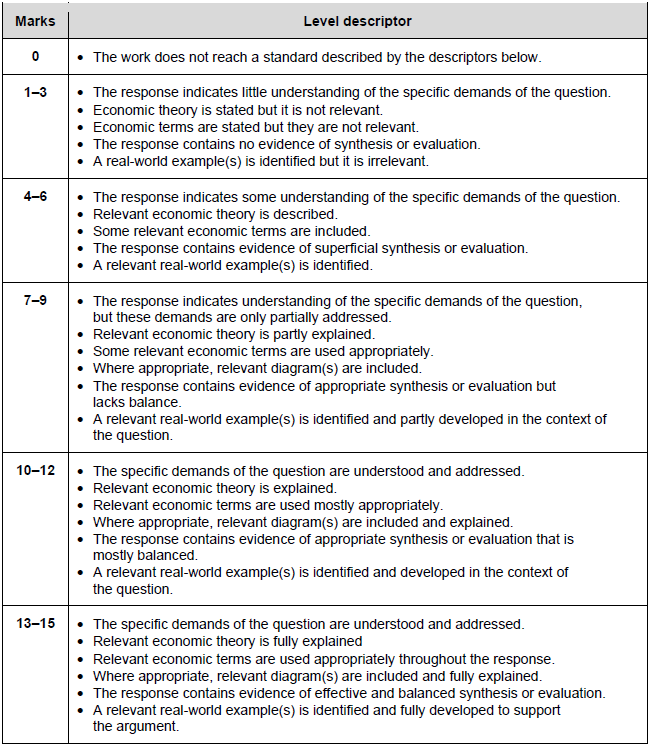 Marks Level descriptor
0 • The work does not reach a standard described by the descriptors below.
1–3 • The response indicates little understanding of the specific demands of the question.
• Economic theory is stated but it is not relevant.
• Economic terms are stated but they are not relevant.
• The response contains no evidence of synthesis or evaluation.
• A real-world example(s) is identified but it is irrelevant.
4–6 • The response indicates some understanding of the specific demands of the question.
• Relevant economic theory is described.
• Some relevant economic terms are included.
• The response contains evidence of superficial synthesis or evaluation.
• A relevant real-world example(s) is identified.
7–9 • The response indicates understanding of the specific demands of the question,
but these demands are only partially addressed.
• Relevant economic theory is partly explained.
• Some relevant economic terms are used appropriately.
• Where appropriate, relevant diagram(s) are included.
• The response contains evidence of appropriate synthesis or evaluation but
lacks balance.
• A relevant real-world example(s) is identified and partly developed in the context of
the question.
10–12 • The specific demands of the question are understood and addressed.
• Relevant economic theory is explained.
• Relevant economic terms are used mostly appropriately.
• Where appropriate, relevant diagram(s) are included and explained.
• The response contains evidence of appropriate synthesis or evaluation that is
mostly balanced.
• A relevant real-world example(s) is identified and developed in the context of
the question.
13–15 • The specific demands of the question are understood and addressed.
• Relevant economic theory is fully explained
• Relevant economic terms are used appropriately throughout the response.
• Where appropriate, relevant diagram(s) are included and fully explained.
• The response contains evidence of effective and balanced synthesis or evaluation.
• A relevant real-world example(s) is identified and fully developed to support
the argument.